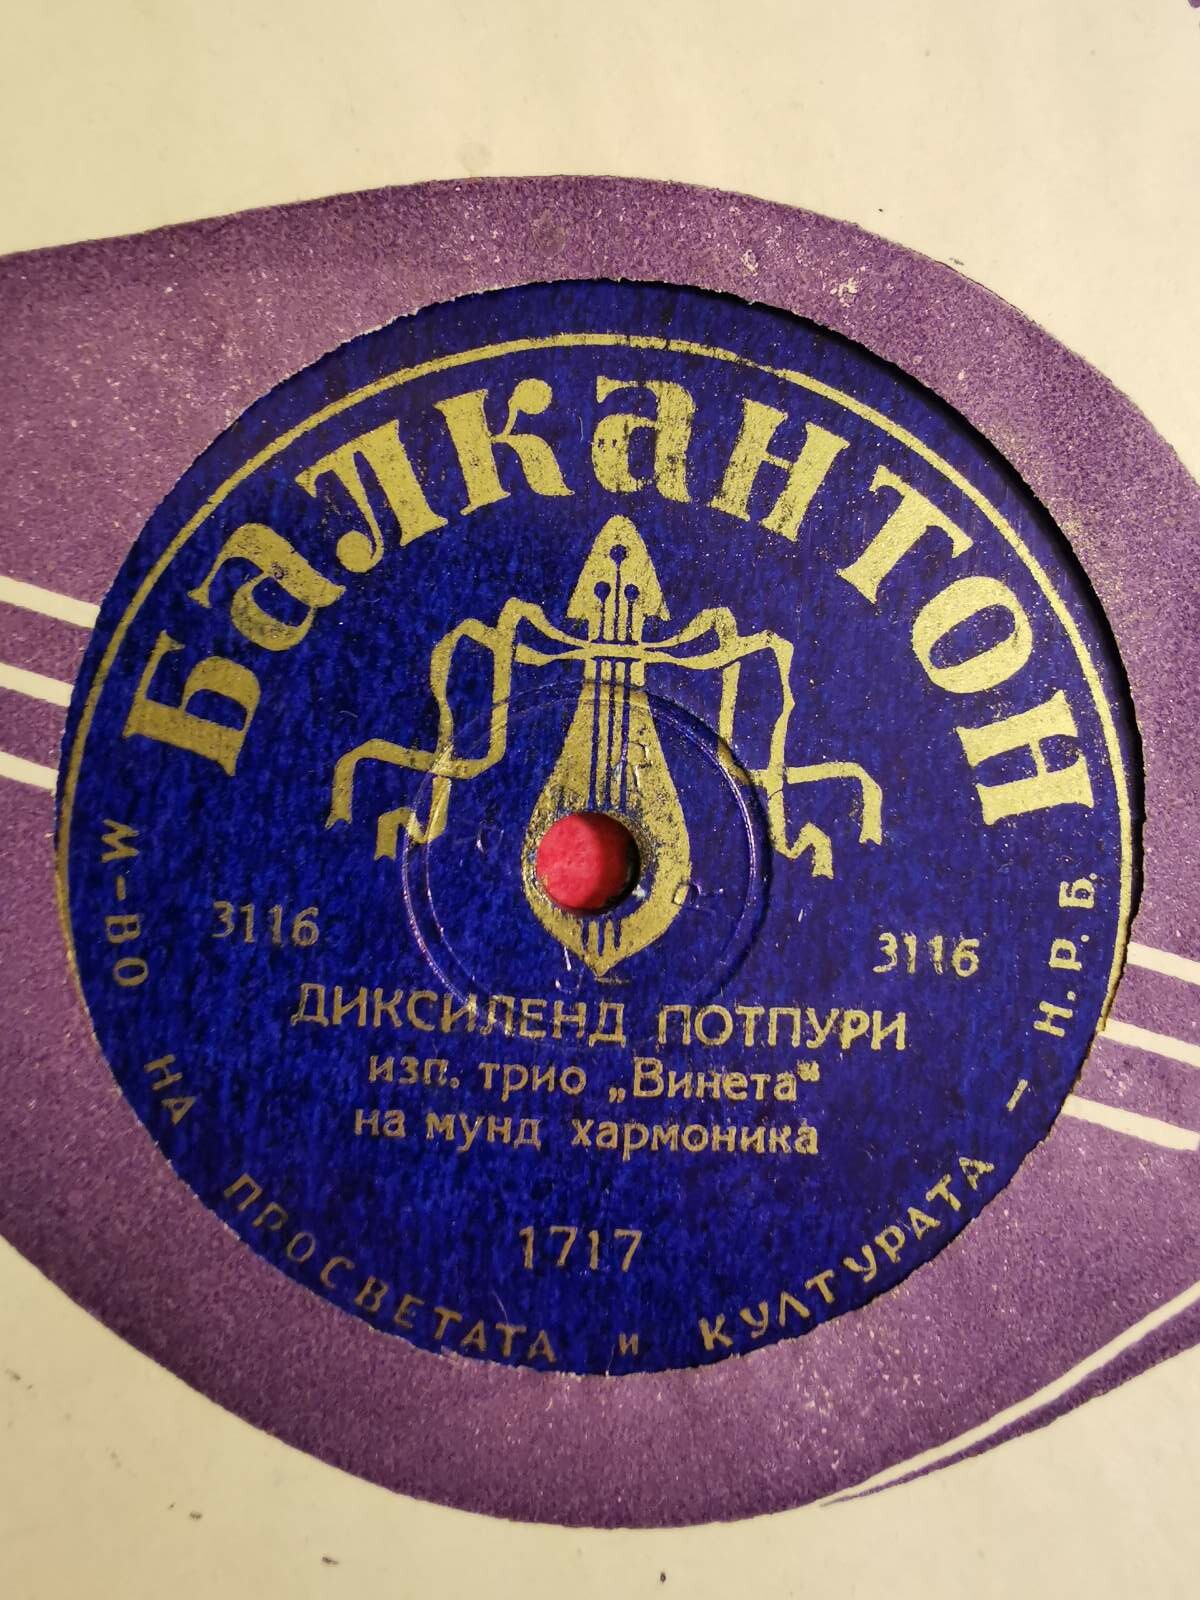 Балкантон
3116 3116
ДИКСИЛЕНД ПОТПУРИ
изп. трио „Винета“
на мунд хармоника
1717
М-ВО НА ПРОСВЕТАТА и КУЛТУРАТА – Н.Р.Б.